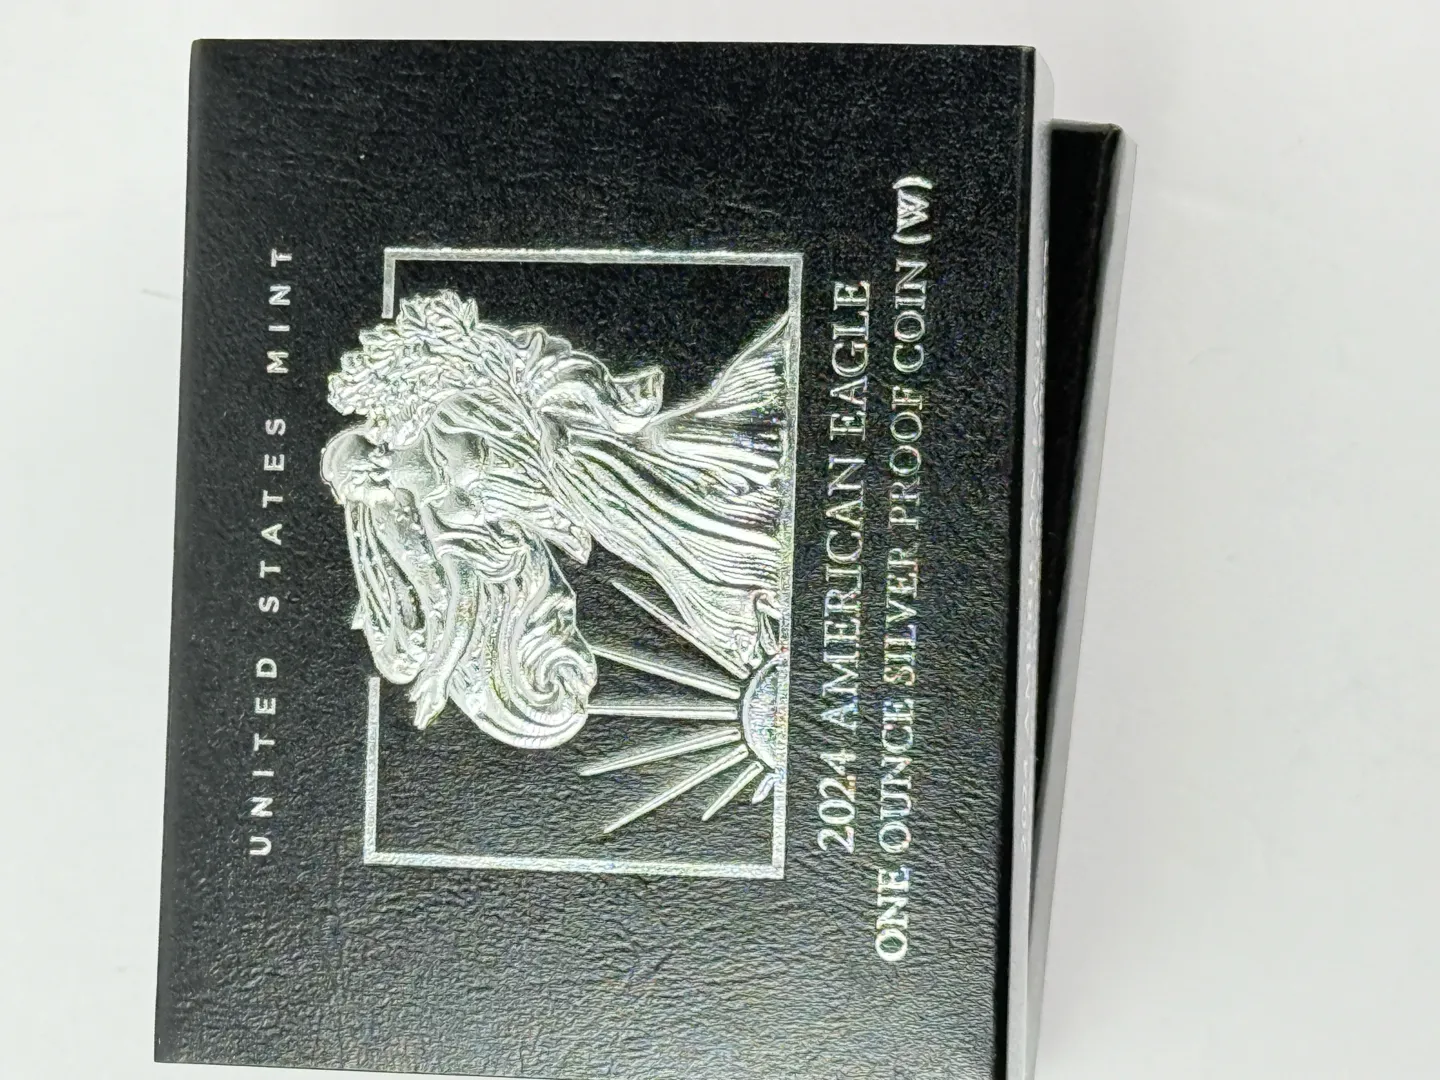 UNITED STATES MINT
2024 AMERICAN EAGLE
ONE OUNCE SILVER PROOF COIN (W)